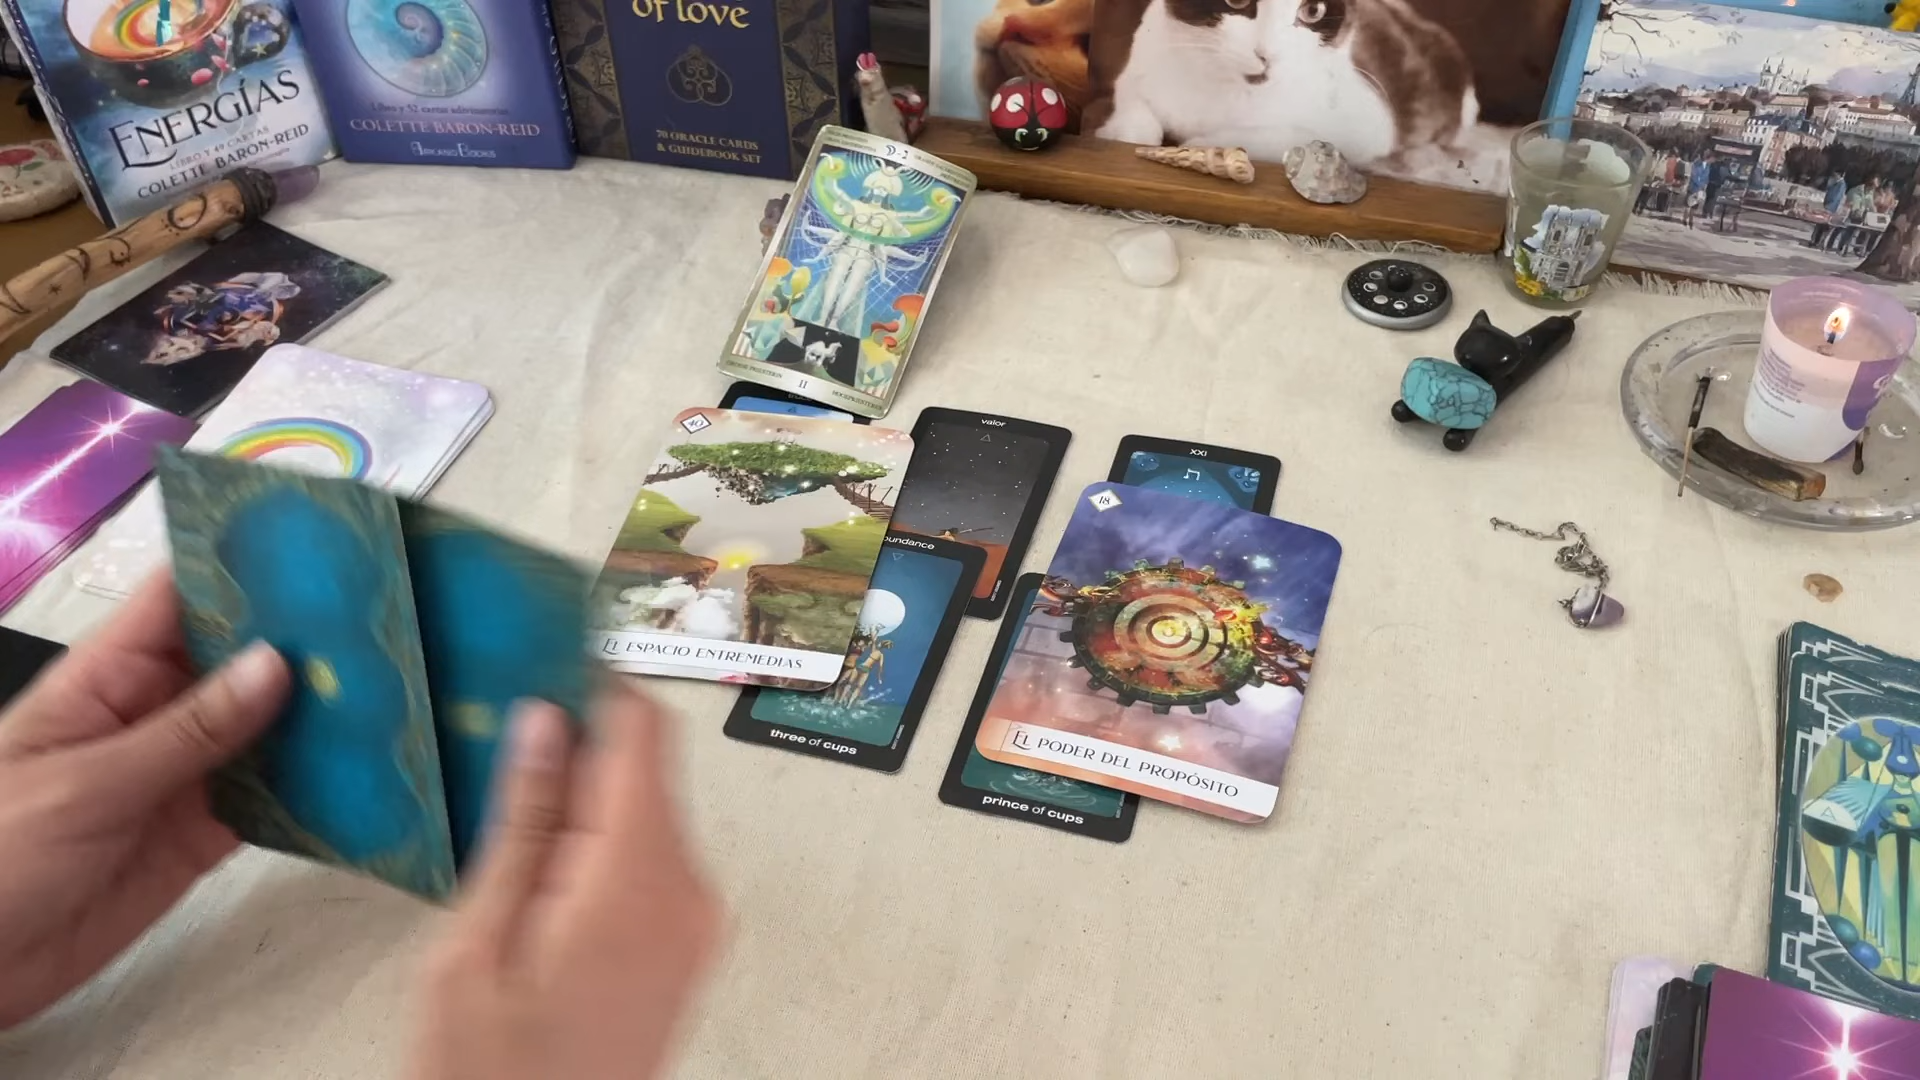 ENERGÍAS
LIBRO Y 49 CARTAS
COLETTE BARON-REID
Libro y 52 cartas adivinatorias
COLETTE BARON-REID
ARKANO BOOKS
of love
70 ORACLE CARDS
& GUIDEBOOK SET
II
40
EL ESPACIO ENTREMEDIAS
valor
three of cups
XXI
18
EL PODER DEL PROPÓSITO
prince of cups